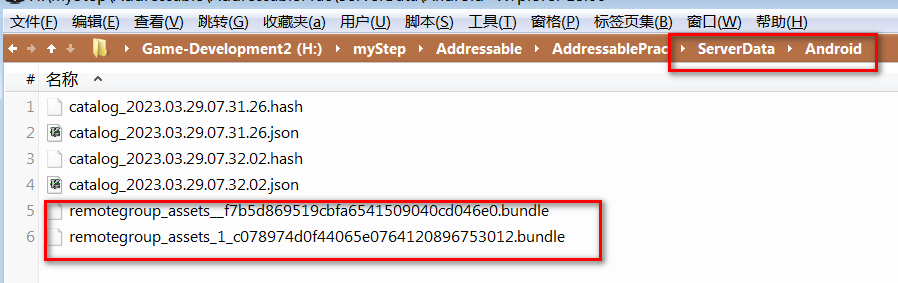 文件(F) 编辑(E) 查看(V) 跳转(G) 收藏夹(a) 用户(U) 脚本(S) 工具(T) 窗格(P) 标签页集(B) 窗口(W) 帮助(H)
Game-Development2 (H:) myStep Addressable AddressablePrac ServerData Android
# 名称
1 catalog_2023.03.29.07.31.26.hash
2 catalog_2023.03.29.07.31.26.json
3 catalog_2023.03.29.07.32.02.hash
4 catalog_2023.03.29.07.32.02.json
5 remotegroup_assets__f7b5d869519cbfa6541509040cd046e0.bundle
6 remotegroup_assets_1_c078974d0f44065e0764120896753012.bundle